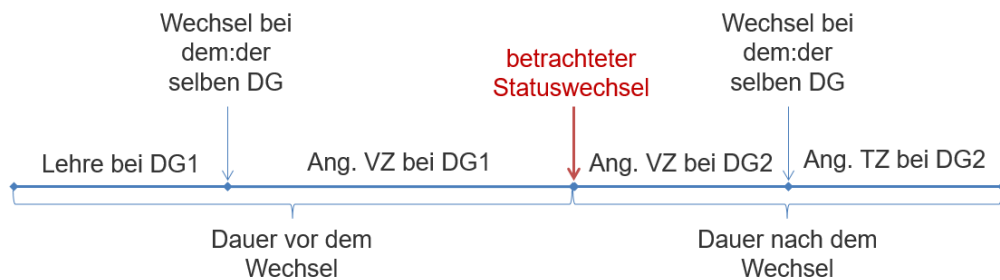 Wechsel bei
dem:der
selben DG
betrachteter
Statuswechsel
Wechsel bei
dem:der
selben DG
Lehre bei DG1
Ang. VZ bei DG1
Ang. VZ bei DG2
Ang. TZ bei DG2
Dauer vor dem
Wechsel
Dauer nach dem
Wechsel